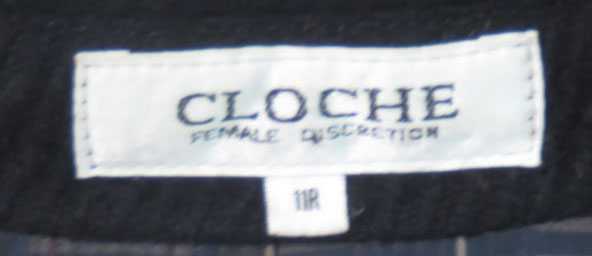 CLOCHE
FEMALE DISCRETION
11R